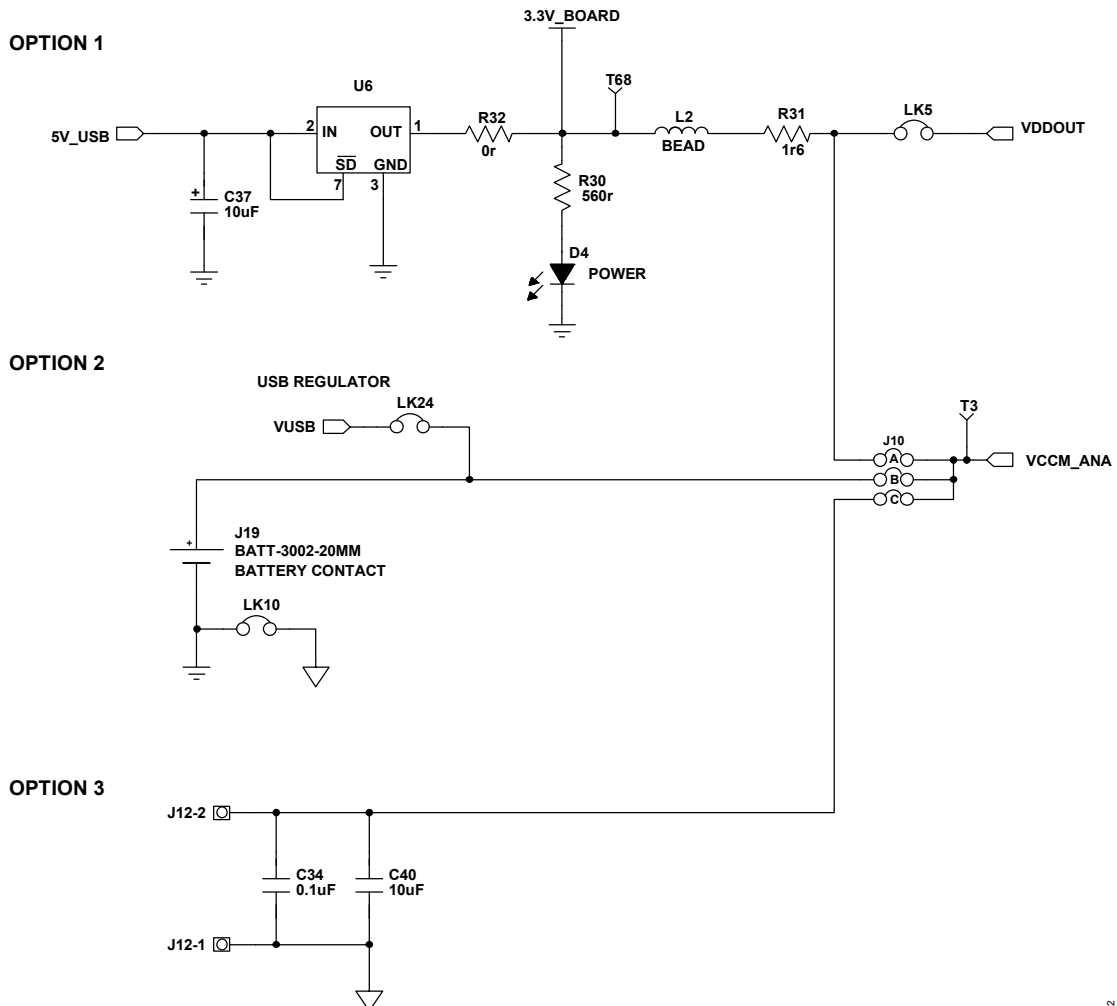 OPTION 1
3.3V_BOARD
T68
U6
5V_USB
2 IN OUT 1
SD GND
7 3
R32
0r
L2
BEAD
R31
1r6
LK5
VDDOUT
+
C37
10uF
R30
560r
D4
POWER
OPTION 2
USB REGULATOR
LK24
VUSB
T3
J10
A
B
C
VCCM_ANA
+
J19
BATT-3002-20MM
BATTERY CONTACT
LK10
OPTION 3
J12-2
C34
0.1uF
C40
10uF
J12-1
2